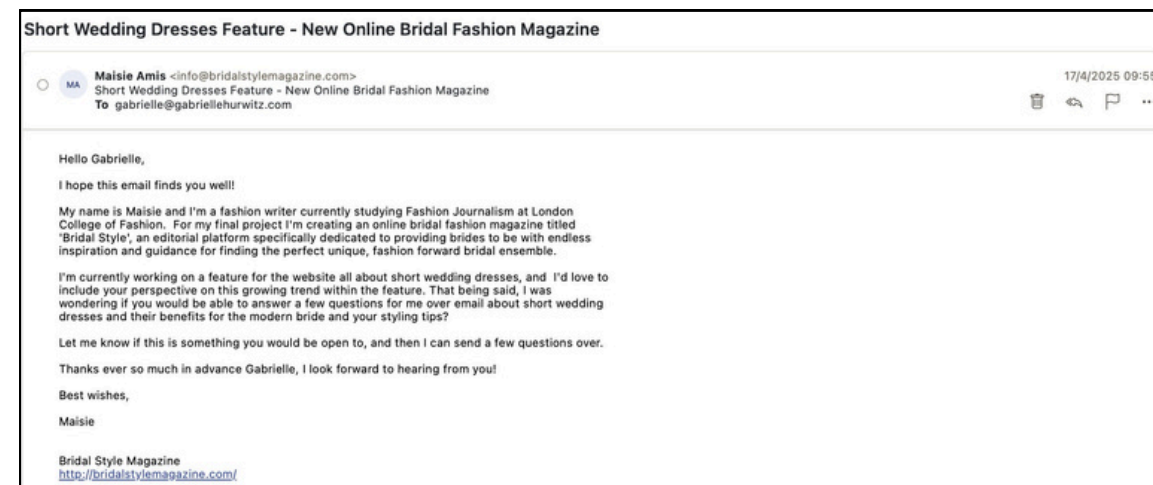 Short Wedding Dresses Feature - New Online Bridal Fashion Magazine
MA
Maisie Amis <info@bridalstylemagazine.com>
17/4/2025 09:55
Short Wedding Dresses Feature - New Online Bridal Fashion Magazine
To gabrielle@gabriellehurwitz.com
Hello Gabrielle,
I hope this email finds you well!
My name is Maisie and I'm a fashion writer currently studying Fashion Journalism at London
College of Fashion.  For my final project I'm creating an online bridal fashion magazine titled
'Bridal Style', an editorial platform specifically dedicated to providing brides to be with endless
inspiration and guidance for finding the perfect unique, fashion forward bridal ensemble.
I'm currently working on a feature for the website all about short wedding dresses, and  I'd love to
include your perspective on this growing trend within the feature. That being said, I was
wondering if you would be able to answer a few questions for me over email about short wedding
dresses and their benefits for the modern bride and your styling tips?
Let me know if this is something you would be open to, and then I can send a few questions over.
Thanks ever so much in advance Gabrielle, I look forward to hearing from you!
Best wishes,
Maisie
Bridal Style Magazine
http://bridalstylemagazine.com/